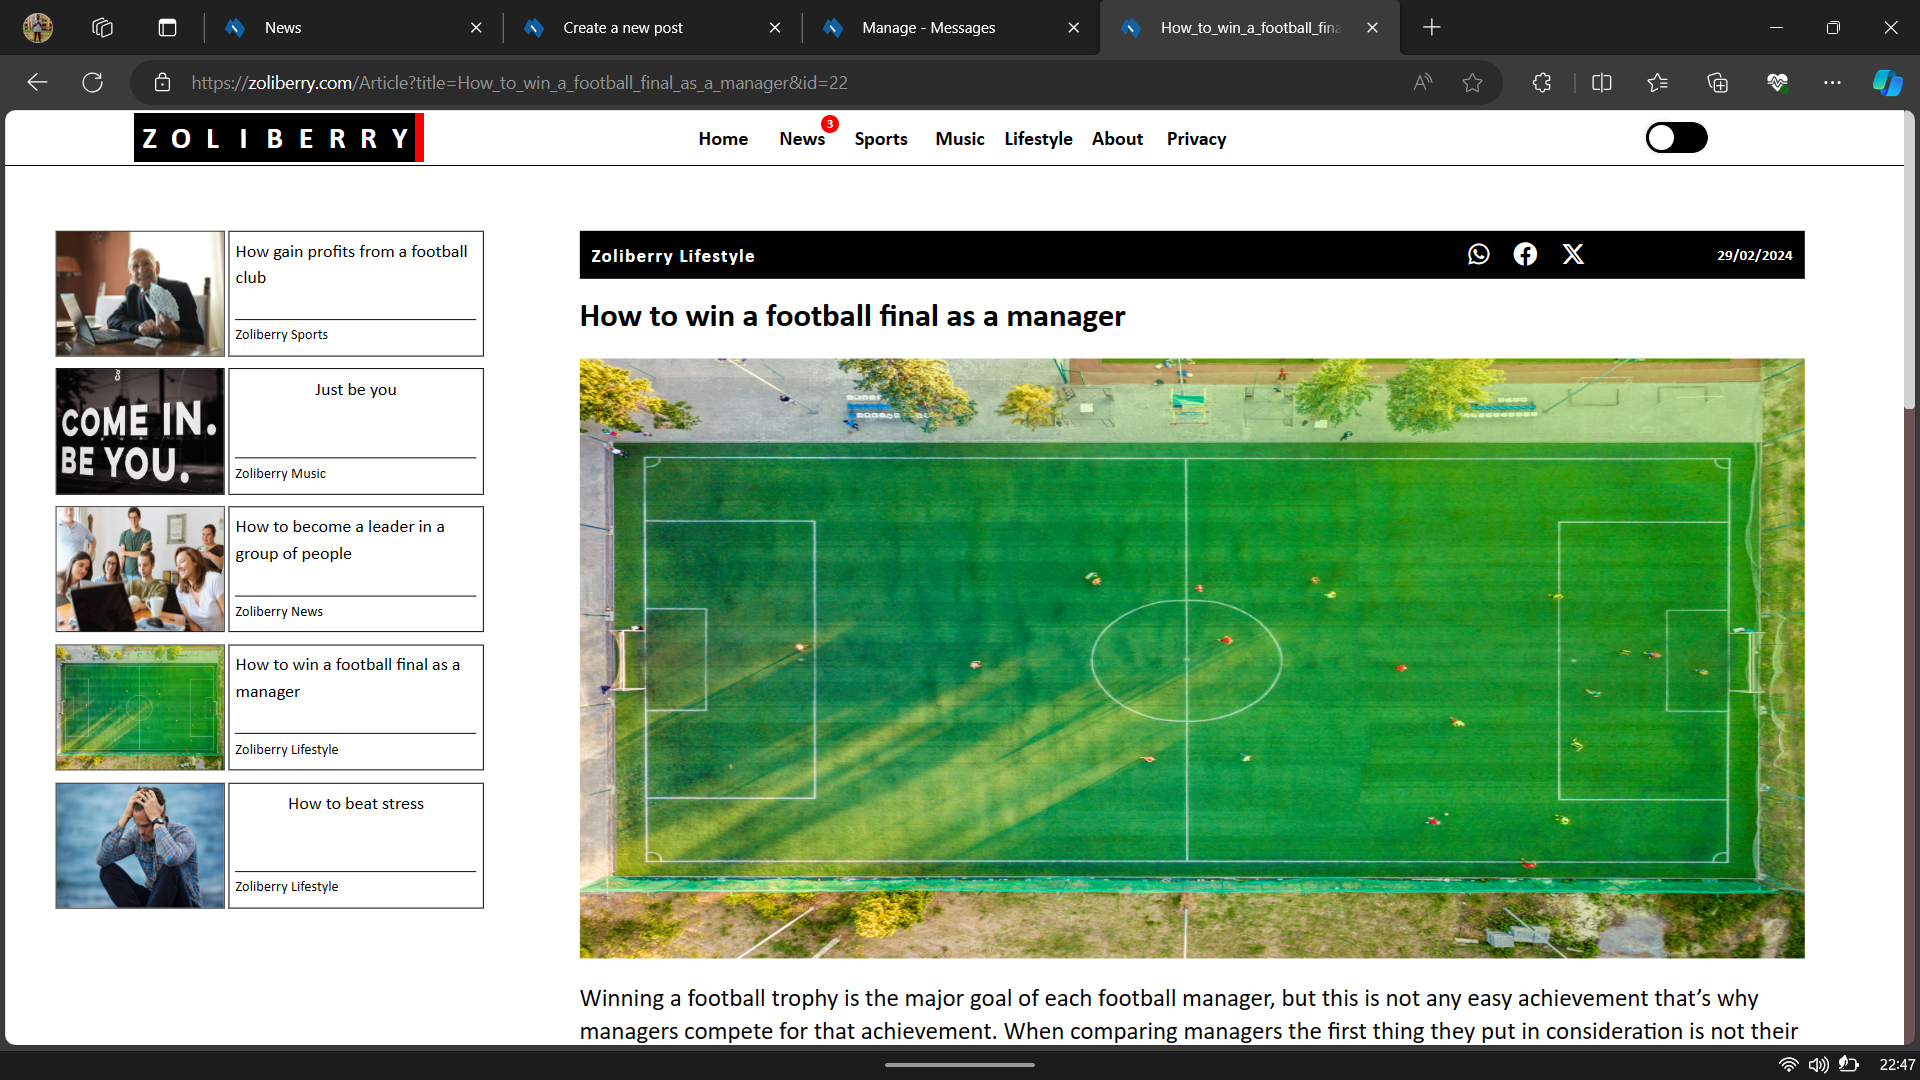 News
Create a new post
Manage - Messages
How_to_win_a_football_fina
https://zoliberry.com/Article?title=How_to_win_a_football_final_as_a_manager&id=22
ZOLIBERRY
Home
News
3
Sports
Music
Lifestyle
About
Privacy
How gain profits from a football
club
Zoliberry Sports
COME IN.
BE YOU.
Just be you
Zoliberry Music
How to become a leader in a
group of people
Zoliberry News
How to win a football final as a
manager
Zoliberry Lifestyle
How to beat stress
Zoliberry Lifestyle
Zoliberry Lifestyle
29/02/2024
How to win a football final as a manager
Winning a football trophy is the major goal of each football manager, but this is not any easy achievement that’s why
managers compete for that achievement. When comparing managers the first thing they put in consideration is not their
22:47